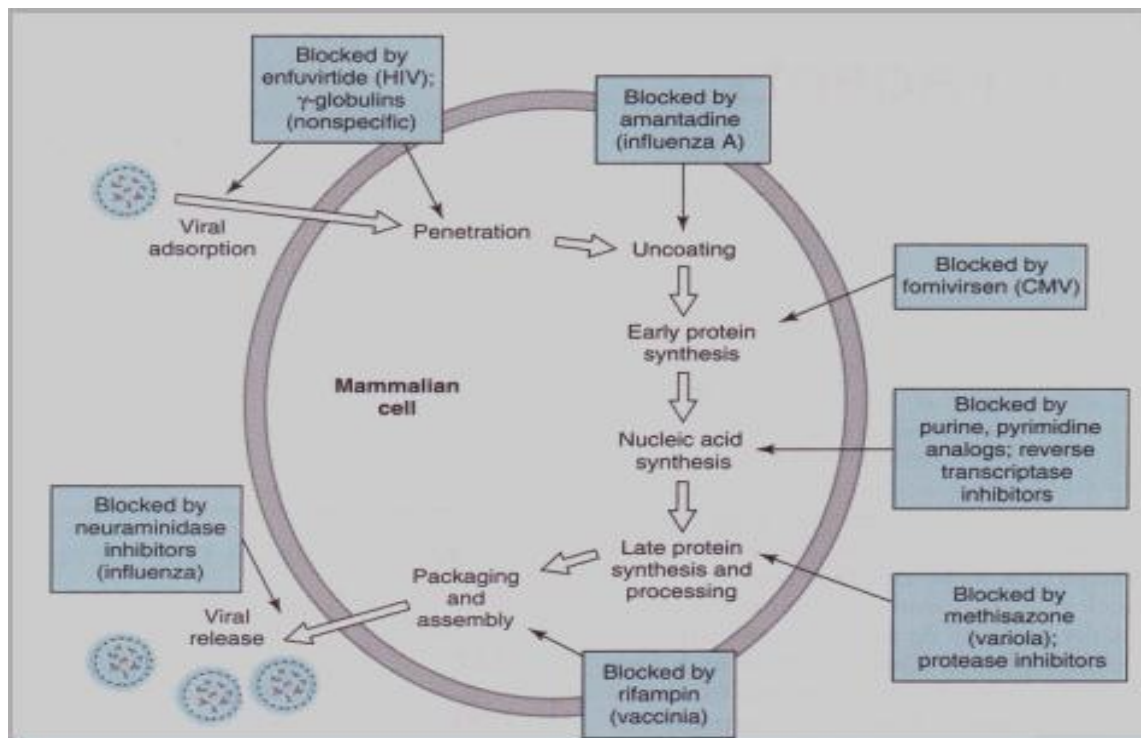 Blocked by
enfuvirtide (HIV);
γ-globulins
(nonspecific)
Blocked by
amantadine
(influenza A)
Viral
adsorption
Penetration
Uncoating
Blocked by
fomivirsen (CMV)
Early protein
synthesis
Mammalian
cell
Blocked by
purine, pyrimidine
analogs; reverse
transcriptase
inhibitors
Nucleic acid
synthesis
Blocked by
neuraminidase
inhibitors
(influenza)
Late protein
synthesis and
processing
Packaging
and
assembly
Viral
release
Blocked by
methisazone
(variola);
protease inhibitors
Blocked by
rifampin
(vaccinia)